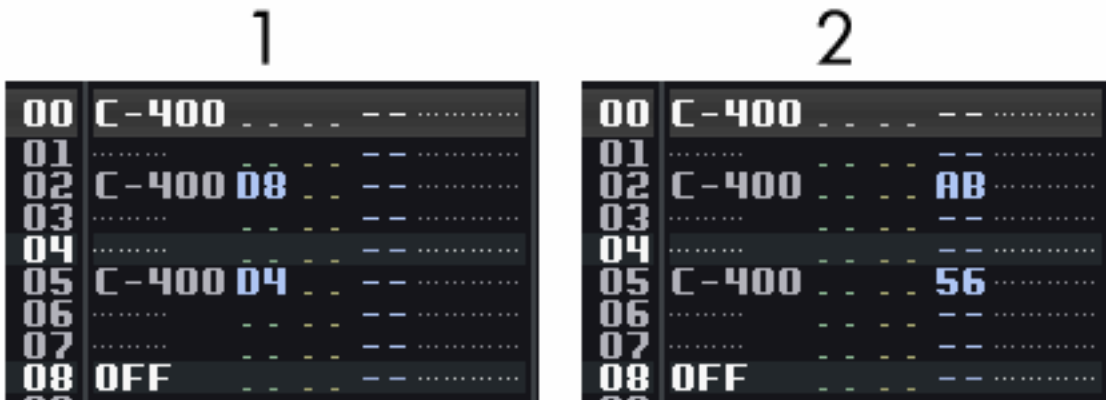 1
2
00 C-400 -- -- -- ············
01 ········· -- -- -- ············
02 C-400 D8 -- -- ············
03 ········· -- -- -- ············
04 ········· -- -- -- ············
05 C-400 D4 -- -- ············
06 ········· -- -- -- ············
07 ········· -- -- -- ············
08 OFF -- -- -- ············
00 C-400 -- -- -- ············
01 ········· -- -- -- ············
02 C-400 -- -- AB ············
03 ········· -- -- -- ············
04 ········· -- -- -- ············
05 C-400 -- -- 56 ············
06 ········· -- -- -- ············
07 ········· -- -- -- ············
08 OFF -- -- -- ············